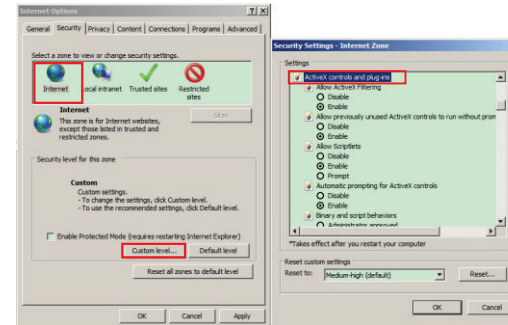 Internet Options
General Security Privacy Content Connections Programs Advanced
Select a zone to view or change security settings.
Internet Local intranet Trusted sites Restricted
sites
Internet
Sites
This zone is for Internet websites,
except those listed in trusted and
restricted zones.
Security level for this zone
Custom
Custom settings.
- To change the settings, click Custom level.
- To use the recommended settings, click Default level.
Enable Protected Mode (requires restarting Internet Explorer)
Custom level... Default level
Reset all zones to default level
OK Cancel Apply
Security Settings - Internet Zone
Settings
ActiveX controls and plug-ins
Allow ActiveX Filtering
Disable
Enable
Allow previously unused ActiveX controls to run without prom
Disable
Enable
Allow Scriptlets
Disable
Enable
Prompt
Automatic prompting for ActiveX controls
Disable
Enable
Binary and script behaviors
Administrator approved
*Takes effect after you restart your computer
Reset custom settings
Reset to: Medium-high (default) Reset...
OK Cancel